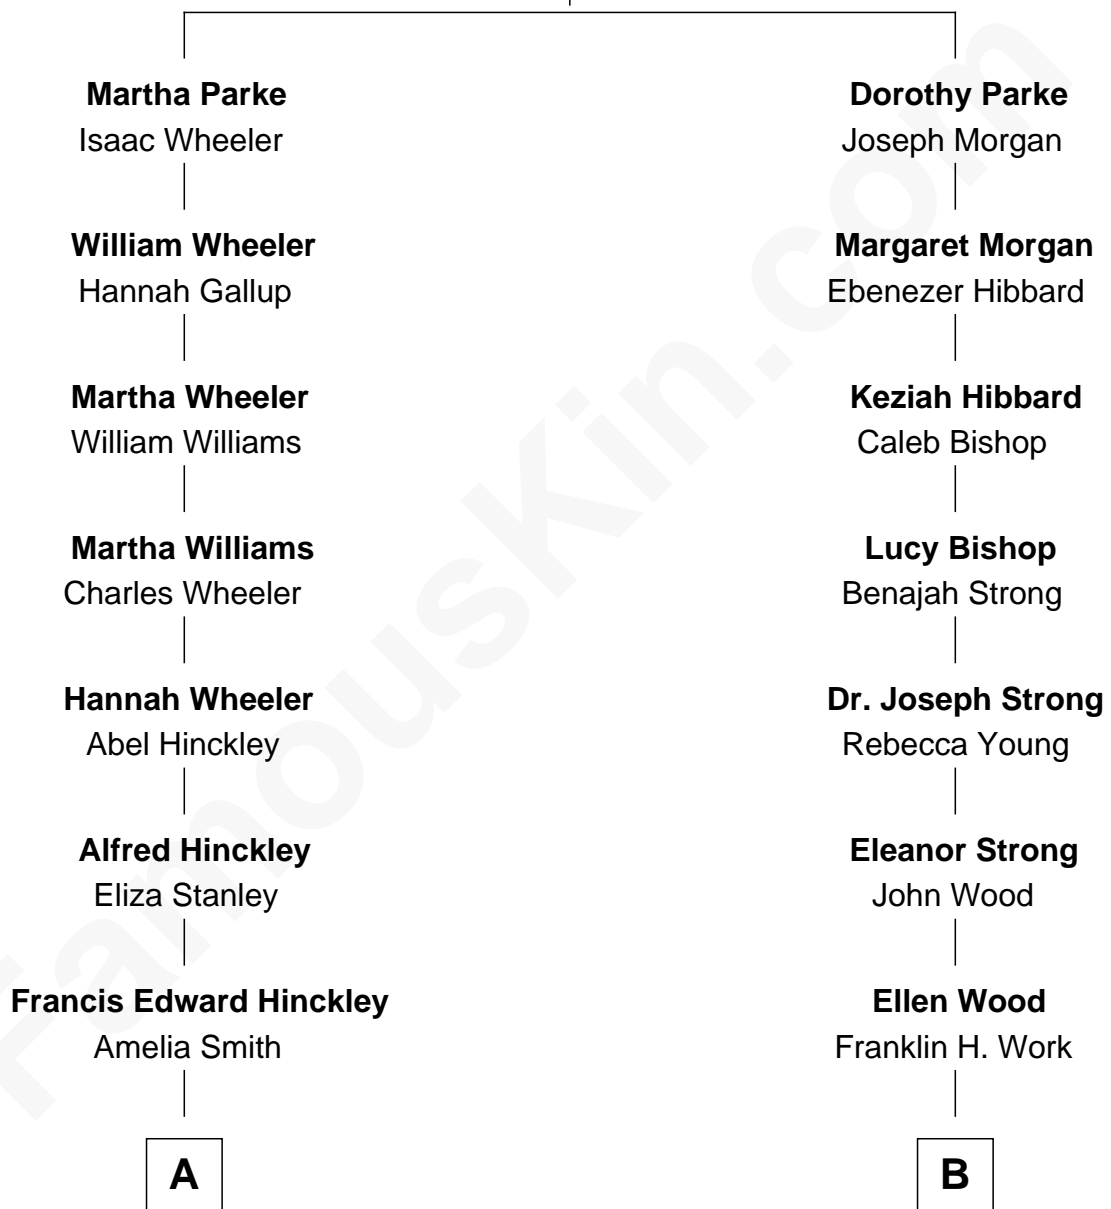 Martha Parke
Isaac Wheeler
William Wheeler
Hannah Gallup
Martha Wheeler
William Williams
Martha Williams
Charles Wheeler
Hannah Wheeler
Abel Hinckley
Alfred Hinckley
Eliza Stanley
Francis Edward Hinckley
Amelia Smith
A
Dorothy Parke
Joseph Morgan
Margaret Morgan
Ebenezer Hibbard
Keziah Hibbard
Caleb Bishop
Lucy Bishop
Benajah Strong
Dr. Joseph Strong
Rebecca Young
Eleanor Strong
John Wood
Ellen Wood
Franklin H. Work
B
FamousKin.com